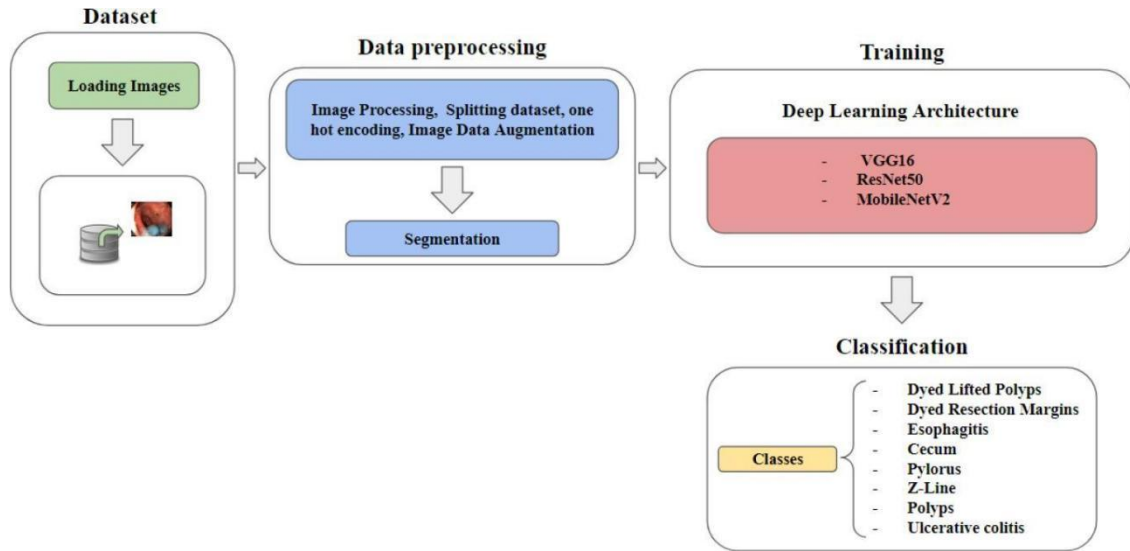 Dataset
Loading Images
Data preprocessing
Image Processing, Splitting dataset, one
hot encoding, Image Data Augmentation
Segmentation
Training
Deep Learning Architecture
- VGG16
- ResNet50
- MobileNetV2
Classification
Classes
- Dyed Lifted Polyps
- Dyed Resection Margins
- Esophagitis
- Cecum
- Pylorus
- Z-Line
- Polyps
- Ulcerative colitis